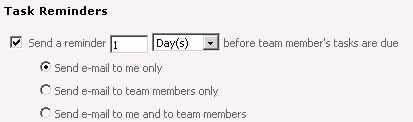 Task Reminders
Send a reminder 1 Day(s) before team member's tasks are due
Send e-mail to me only
Send e-mail to team members only
Send e-mail to me and to team members